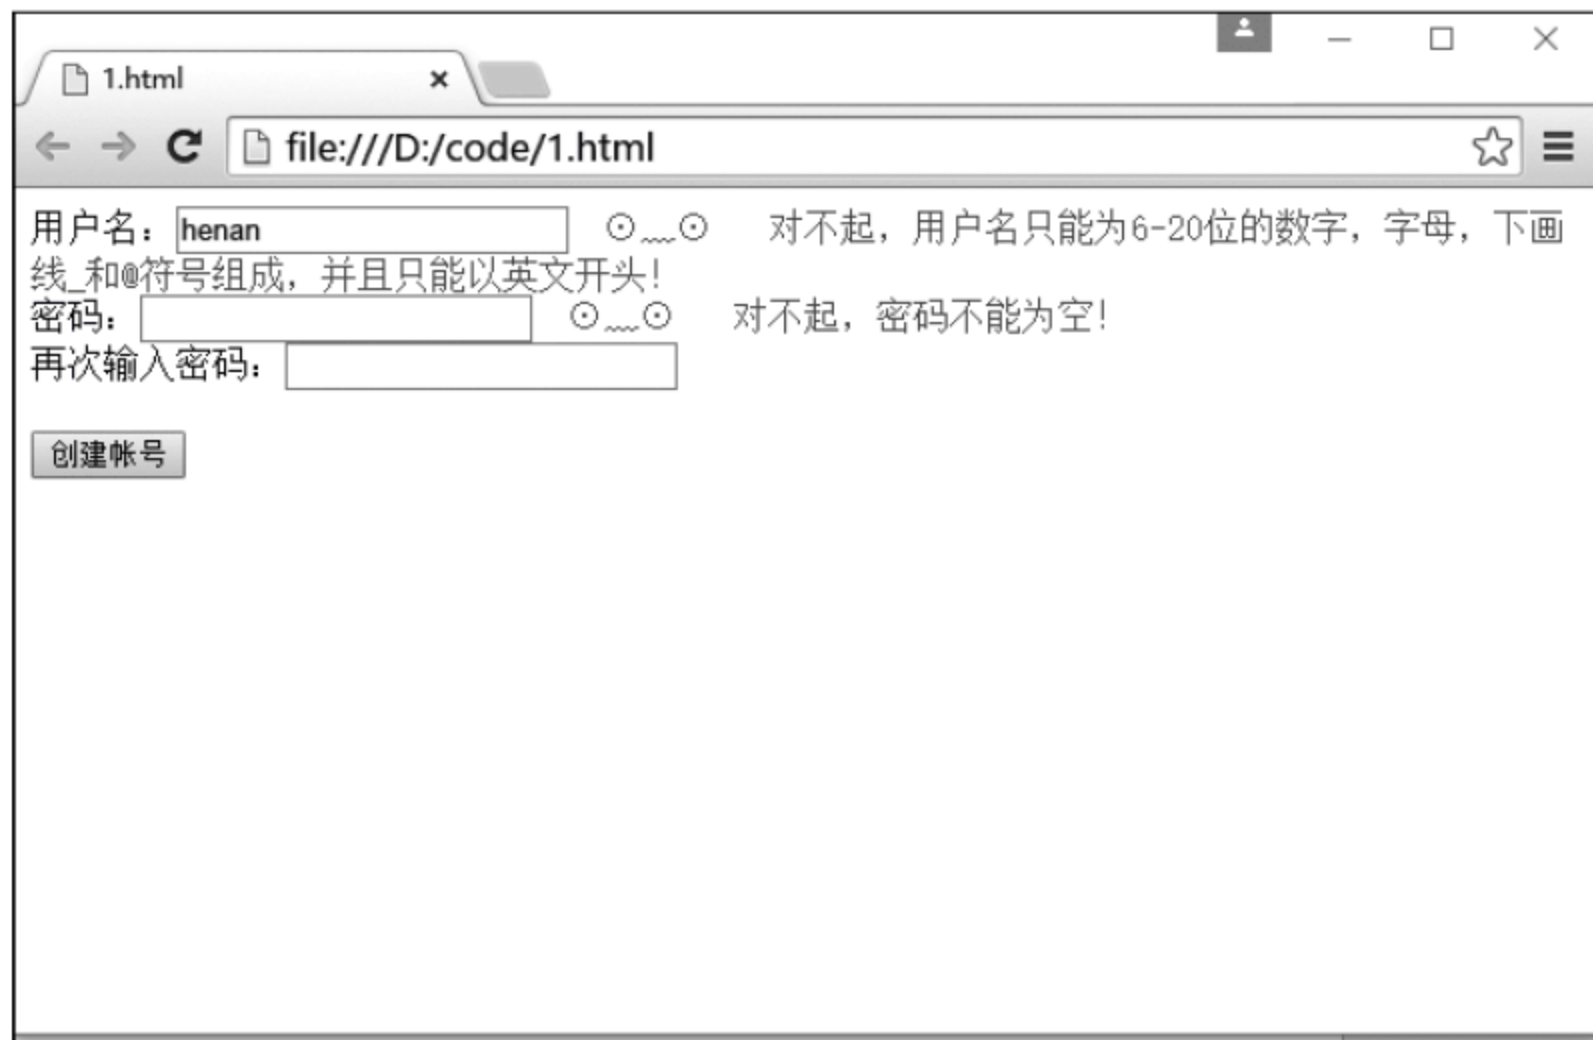 1.html
file:///D:/code/1.html
用户名：henan ⊙﹏⊙ 对不起，用户名只能为6-20位的数字，字母，下画
线_和@符号组成，并且只能以英文开头！
密码： ⊙﹏⊙ 对不起，密码不能为空！
再次输入密码：
创建帐号